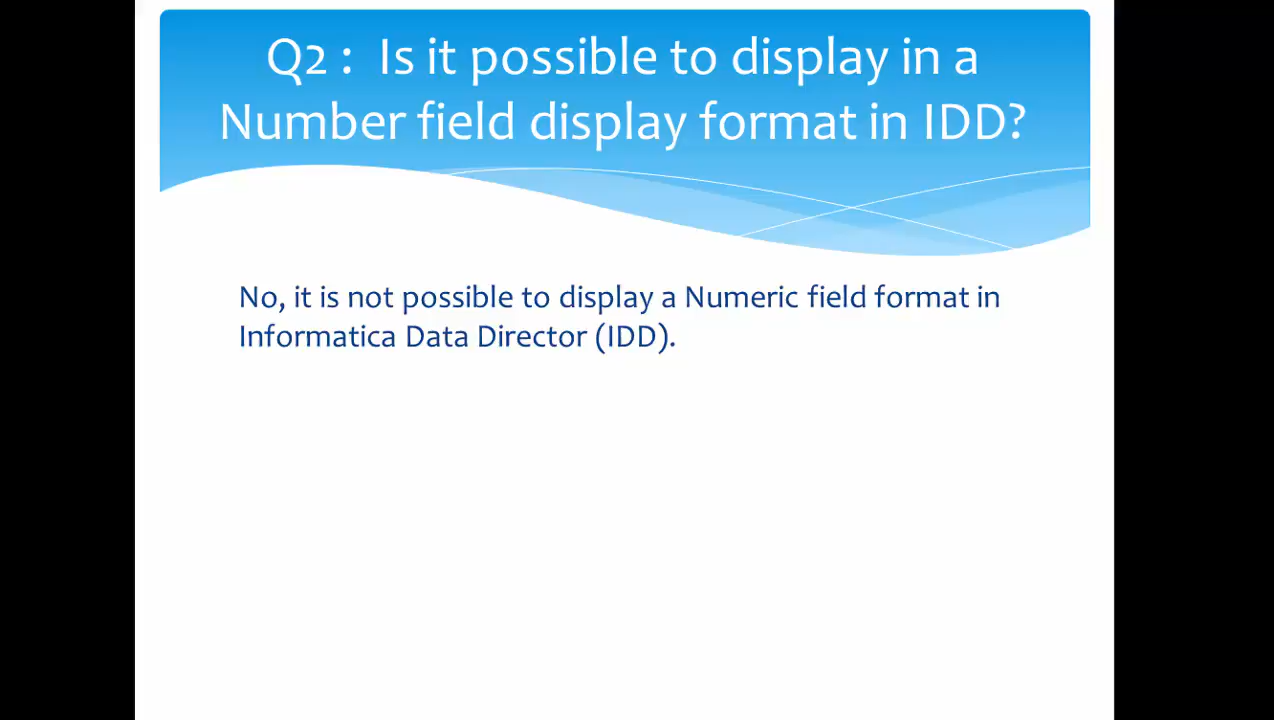 Q2 : Is it possible to display in a
Number field display format in IDD?
No, it is not possible to display a Numeric field format in
Informatica Data Director (IDD).